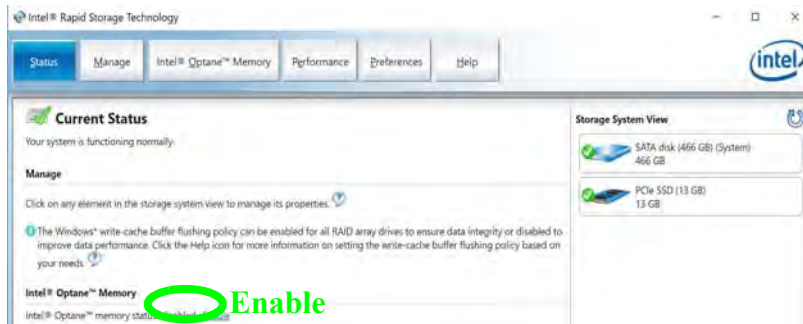 Intel® Rapid Storage Technology
Status Manage Intel® Optane™ Memory Performance Preferences Help
intel
Current Status
Your system is functioning normally.
Manage
Click on any element in the storage system view to manage its properties.
The Windows* write-cache buffer flushing policy can be enabled for all RAID array drives to ensure data integrity or disabled to
improve data performance. Click the Help icon for more information on setting the write-cache buffer flushing policy based on
your needs.
Intel® Optane™ Memory
Intel® Optane™ memory status
Enable
Storage System View
SATA disk (466 GB) (System)
466 GB
PCIe SSD (13 GB)
13 GB